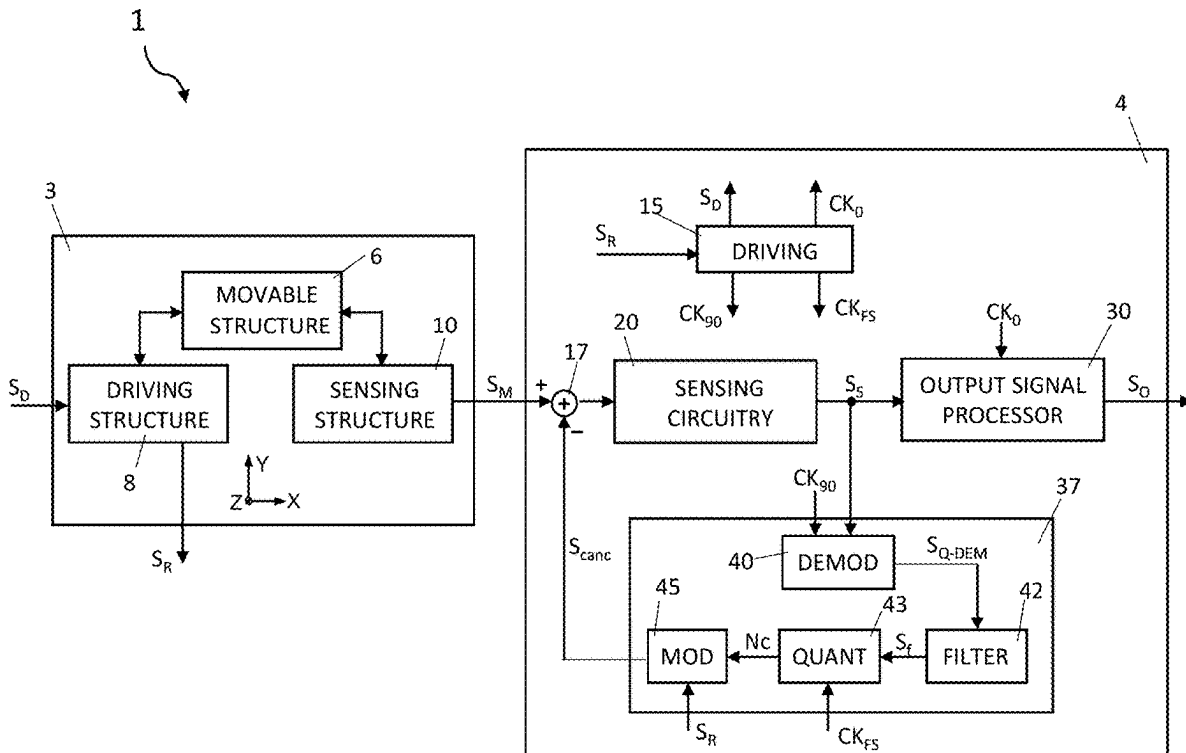 1
4
3
6
MOVABLE
STRUCTURE
10
S_D
DRIVING
STRUCTURE
8
SENSING
STRUCTURE
S_M
Y
Z
X
S_R
15
S_D
CK_0
S_R
DRIVING
CK_90
CK_FS
+
17
+
−
20
SENSING
CIRCUITRY
S_S
CK_0
30
OUTPUT SIGNAL
PROCESSOR
S_O
CK_90
37
S_canc
40
DEMOD
S_Q-DEM
45
MOD
Nc
43
QUANT
S_f
42
FILTER
S_R
CK_FS